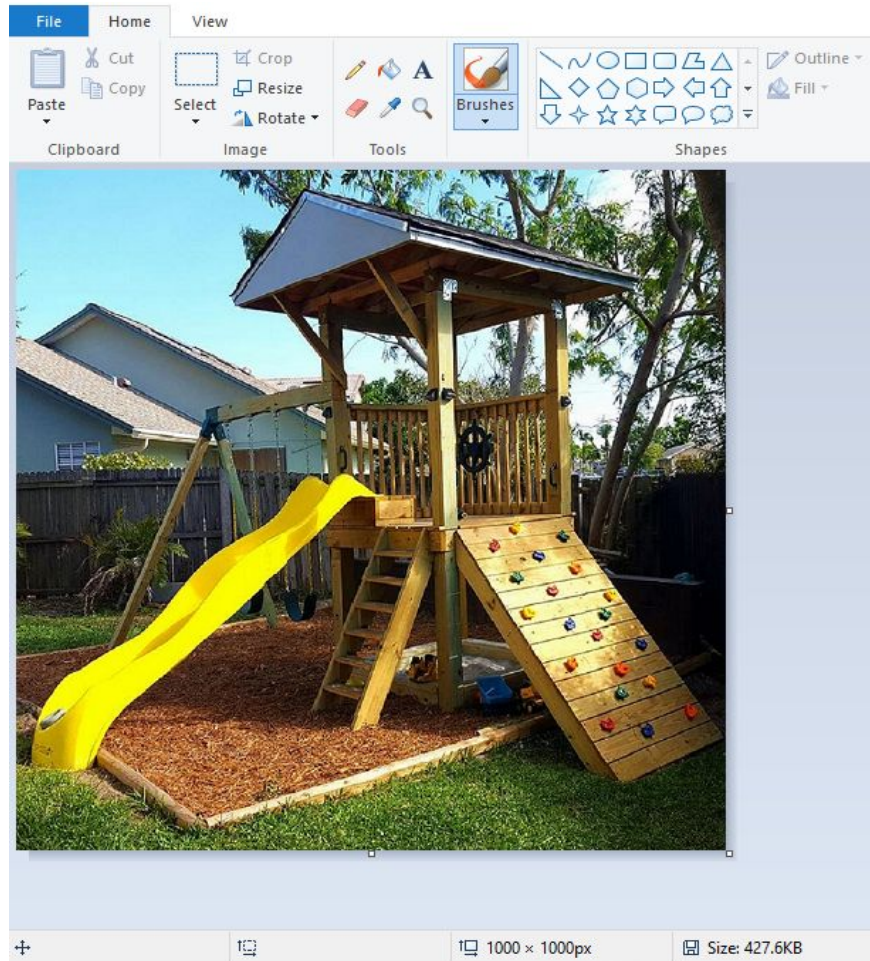 File Home View
Paste
Cut
Copy
Clipboard
Select
Crop
Resize
Rotate
Image
A
Tools
Brushes
Outline
Fill
Shapes
1000 × 1000px
Size: 427.6KB